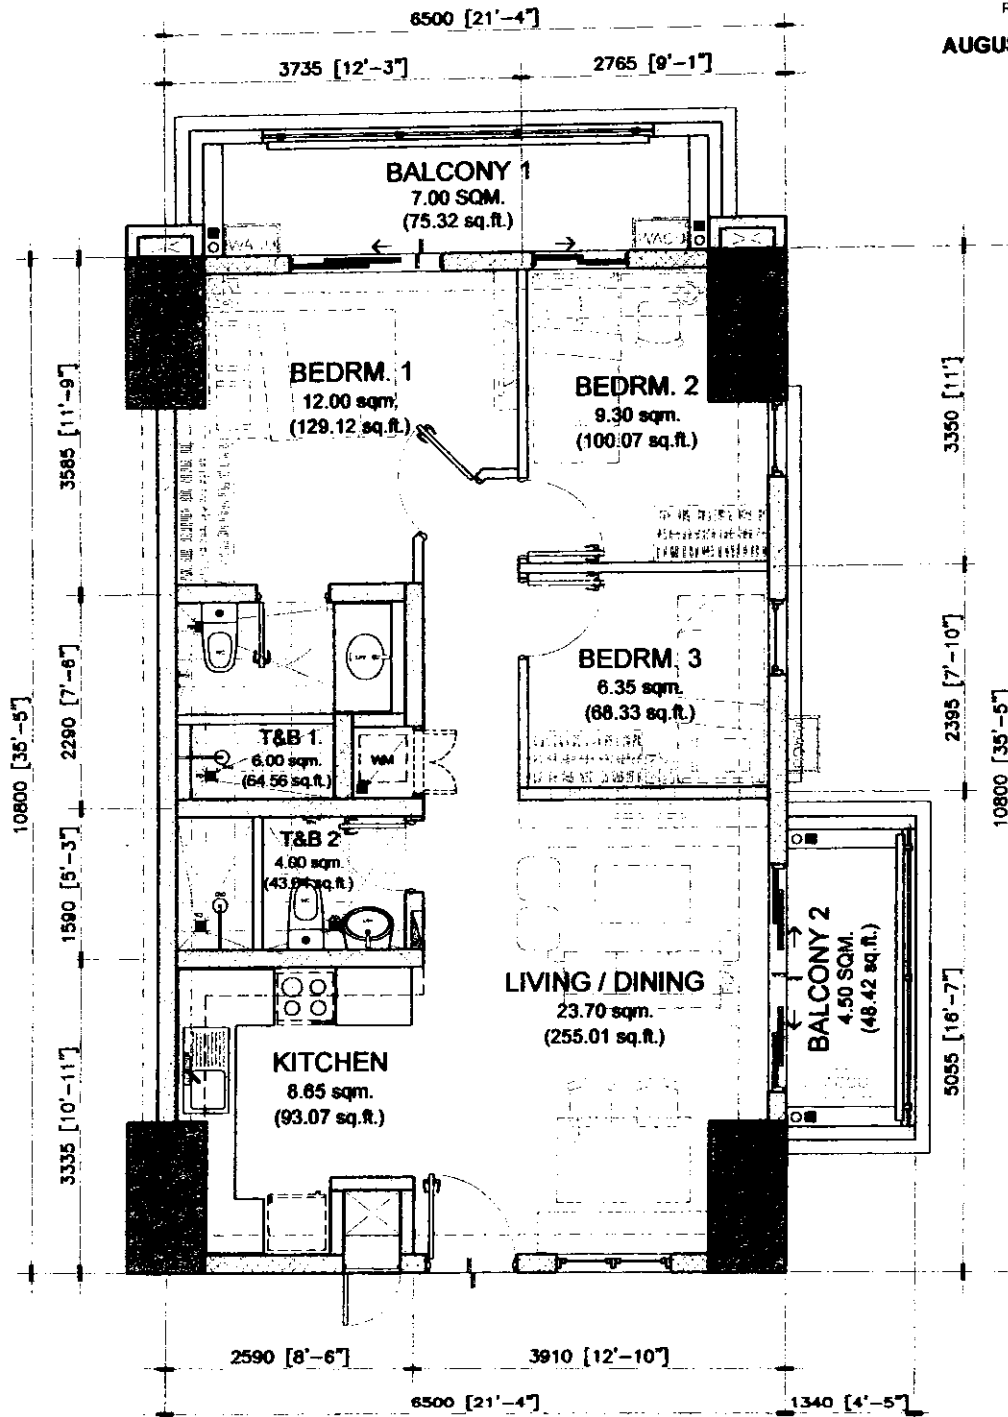 6500 [21'-4"]
AUGUS
3735 [12'-3"]
2765 [9'-1"]
BALCONY 1
7.00 SQM.
(75.32 sq.ft.)
BEDRM. 1
12.00 sqm.
(129.12 sq.ft.)
BEDRM. 2
9.30 sqm.
(100.07 sq.ft.)
3585 [11'-9"]
3350 [11']
BEDRM. 3
6.35 sqm.
(68.33 sq.ft.)
2290 [7'-6"]
2395 [7'-10"]
10800 [35'-5"]
10800 [35'-5"]
T&B 1
6.00 sqm.
(64.56 sq.ft.)
WM
T&B 2
4.00 sqm.
1590 [5'-3"]
LIVING / DINING
23.70 sqm.
(255.01 sq.ft.)
BALCONY 2
4.50 SQM.
(48.42 sq.ft.)
5055 [16'-7"]
KITCHEN
8.65 sqm.
(93.07 sq.ft.)
3335 [10'-11"]
2590 [8'-6"]
3910 [12'-10"]
6500 [21'-4"]
1340 [4'-5"]